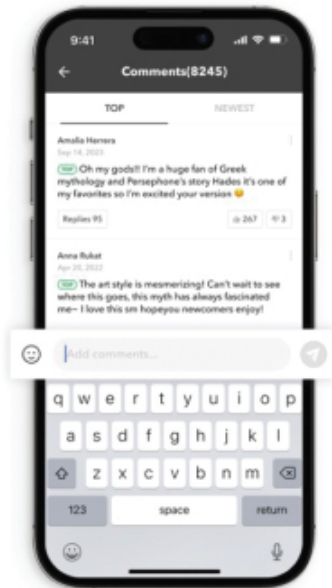 9:41
Comments(8245)
TOP NEWEST
Amalia Herrera
Sep 14, 2023
TOP Oh my gods!! I'm a huge fan of Greek
mythology and Persephone's story Hades it's one of
my favorites so I'm excited your version
Replies 95 267 3
Anna Rukat
Apr 20, 2022
TOP The art style is mesmerizing! Can't wait to see
where this goes, this myth has always fascinated
me~ I love this sm hopeyou newcomers enjoy!
Add comments...
q w e r t y u i o p
a s d f g h j k l
z x c v b n m
123 space return